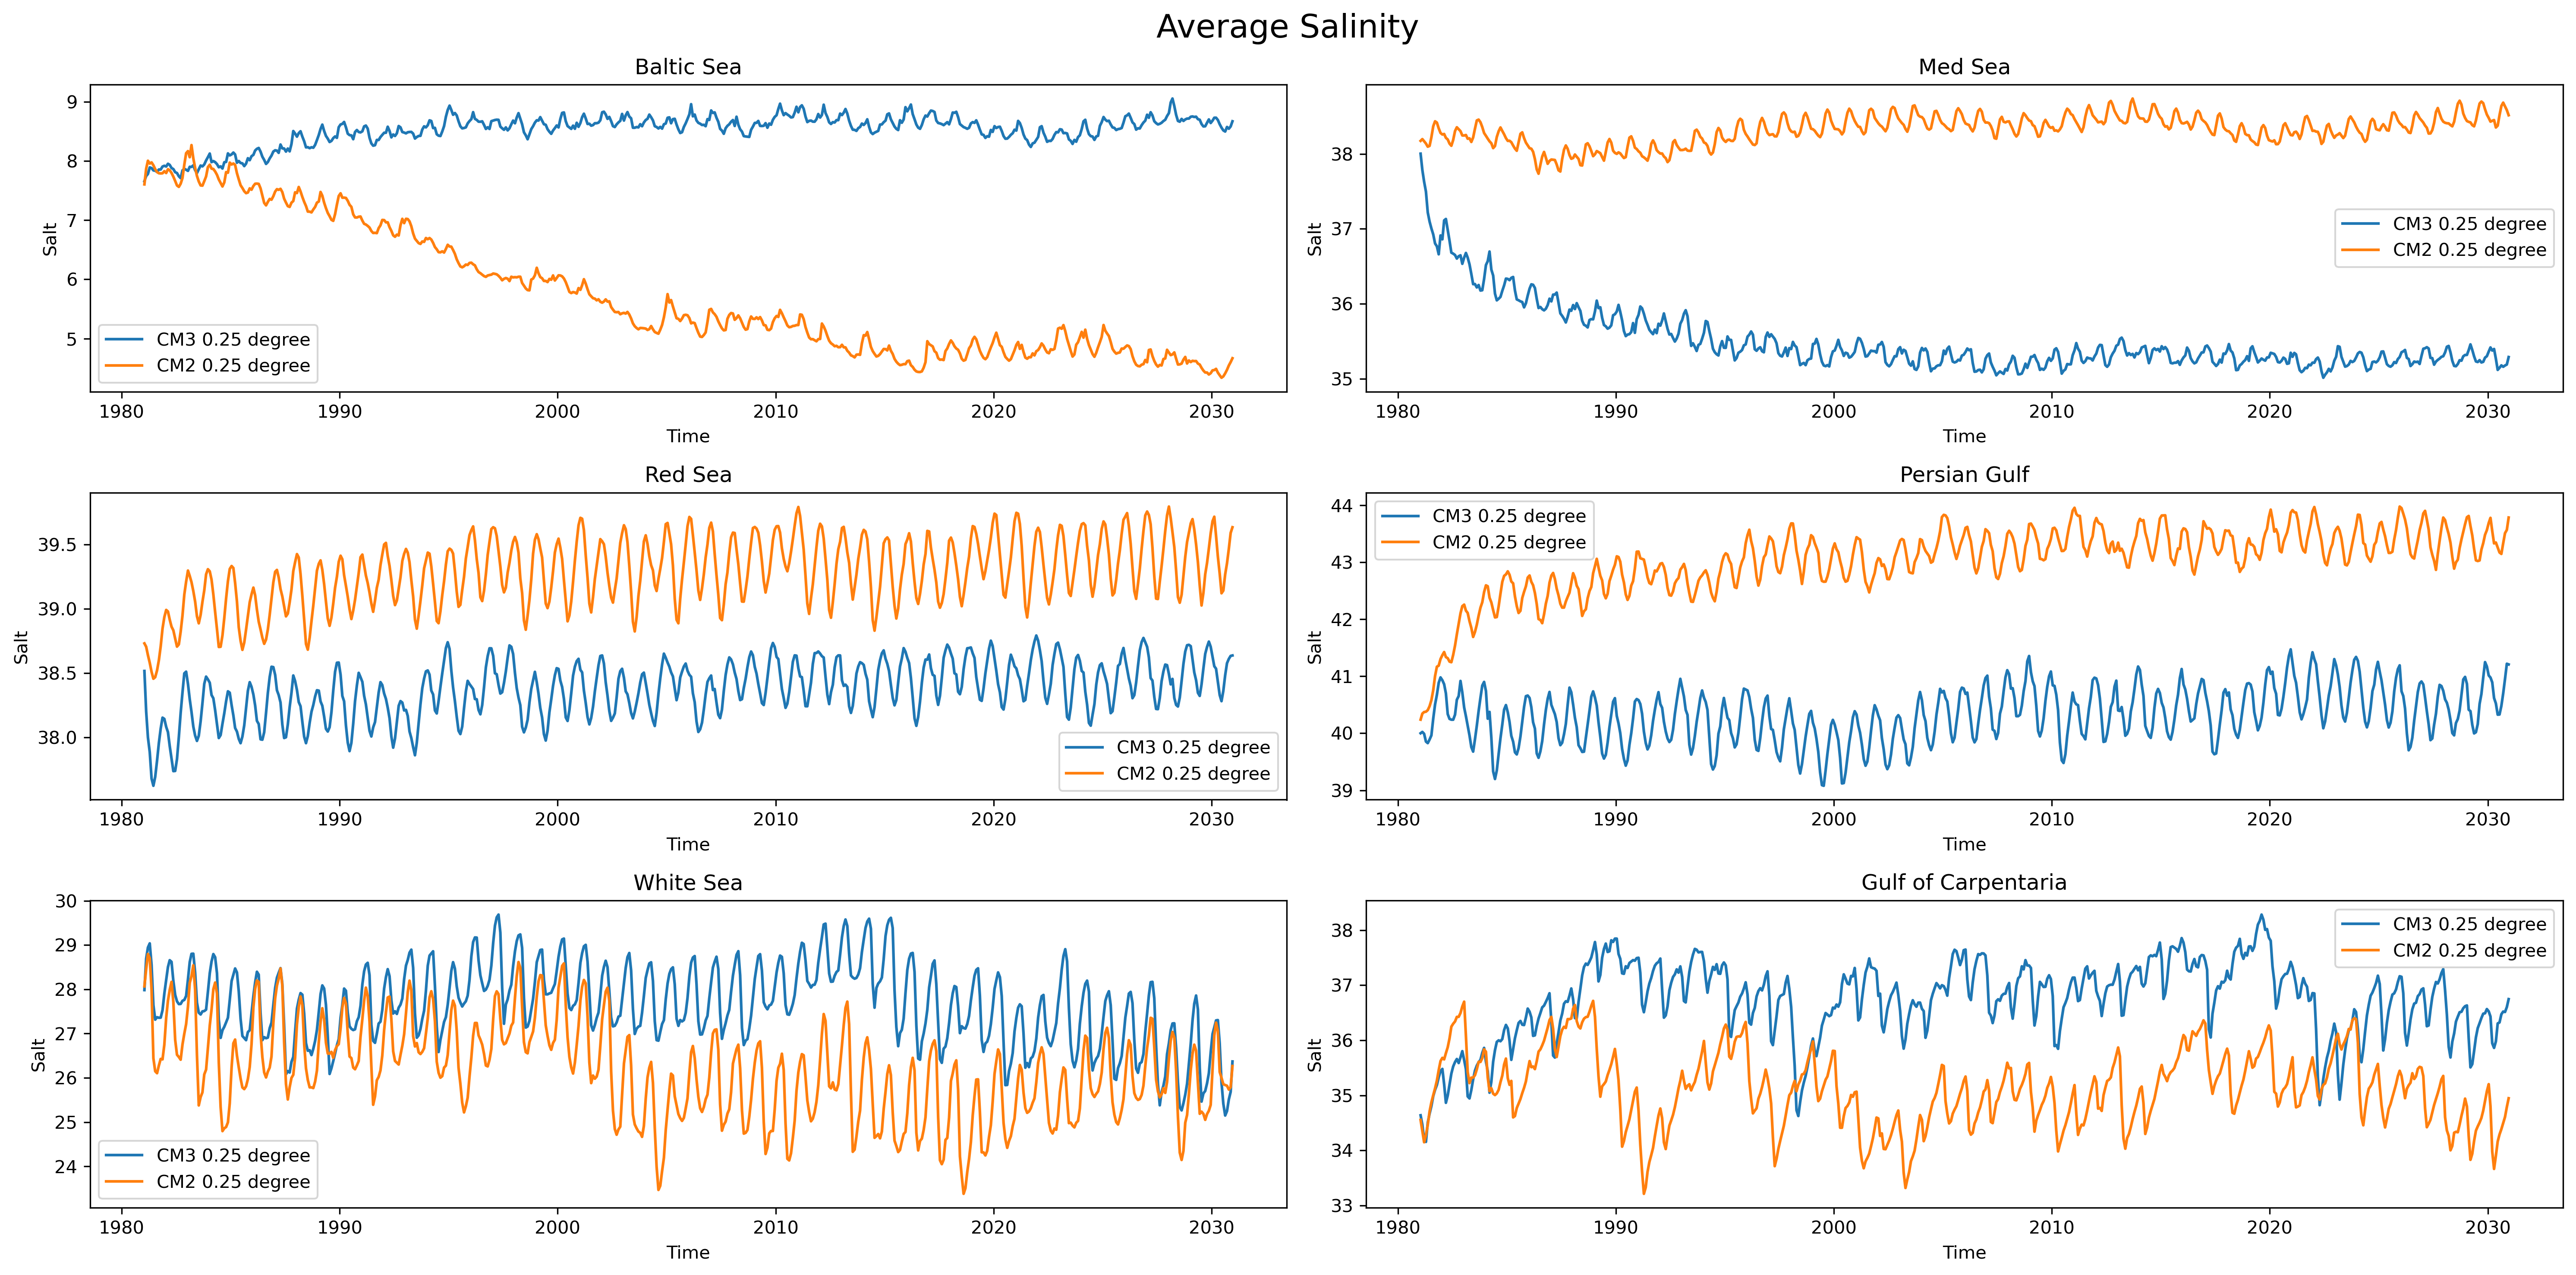 Average Salinity
Baltic Sea
9
8
7
6
5
Salt
CM3 0.25 degree
CM2 0.25 degree
1980 1990 2000 2010 2020 2030
Time
Med Sea
38
37
36
35
Salt
CM3 0.25 degree
CM2 0.25 degree
1980 1990 2000 2010 2020 2030
Time
Red Sea
39.5
39.0
38.5
38.0
Salt
CM3 0.25 degree
CM2 0.25 degree
1980 1990 2000 2010 2020 2030
Time
Persian Gulf
44
43
42
41
40
39
Salt
CM3 0.25 degree
CM2 0.25 degree
1980 1990 2000 2010 2020 2030
Time
White Sea
30
29
28
27
26
25
24
Salt
CM3 0.25 degree
CM2 0.25 degree
1980 1990 2000 2010 2020 2030
Time
Gulf of Carpentaria
38
37
36
35
34
33
Salt
CM3 0.25 degree
CM2 0.25 degree
1980 1990 2000 2010 2020 2030
Time